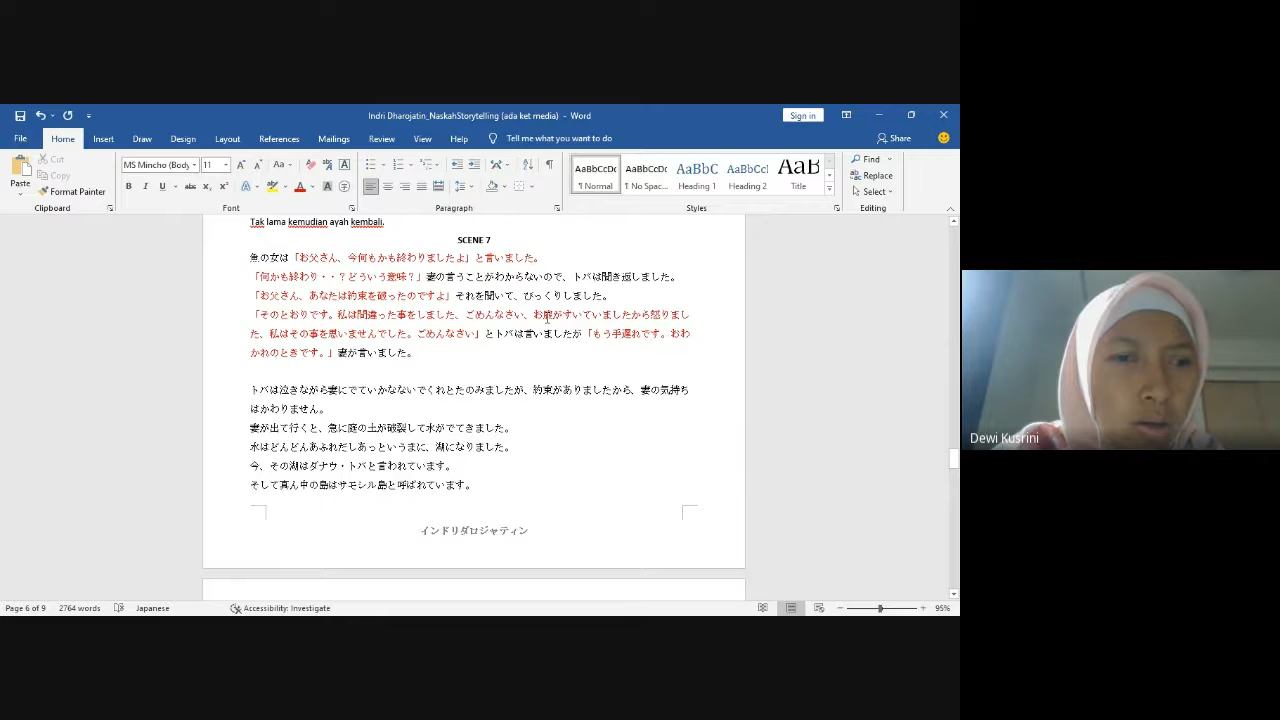 Indri Dharojatin_NaskahStorytelling (ada ket media) - Word
Sign in
File Home Insert Draw Design Layout References Mailings Review View Help Tell me what you want to do
Share
Paste
Cut
Copy
Format Painter
MS Mincho (Body 11
Clipboard Font Paragraph Styles Editing
AaBbCcDc AaBbCcDc AaBbC AaBbCcI AaB
¶ Normal ¶ No Spac... Heading 1 Heading 2 Title
Find
Replace
Select
Tak lama kemudian ayah kembali.
SCENE 7
魚の女は「お父さん、今何もかも終わりましたよ」と言いました。
「何かも終わり・・？どういう意味？」妻の言うことがわからないので、トバは聞き返しました。
「お父さん、あなたは約束を破ったのですよ」それを聞いて、びっくりしました。
「そのとおりです。私は間違った事をしました、ごめんなさい、お腹がすいていましたから怒りまし
た、私はその事を思いませんでした。ごめんなさい」とトバは言いましたが「もう手遅れです。おわ
かれのときです。」妻が言いました。
トバは泣きながら妻にでていかなないでくれとたのみましたが、約束がありましたから、妻の気持ち
はかわりません。
妻が出て行くと、急に庭の土が破裂して水がでてきました。
水はどんどんあふれだしあっというまに、湖になりました。
今、その湖はダナウ・トバと言われています。
そして真ん中の島はサモシル島と呼ばれています。
インドリダロジャティン
Page 6 of 9 2764 words Japanese Accessibility: Investigate 95%
Dewi Kusrini